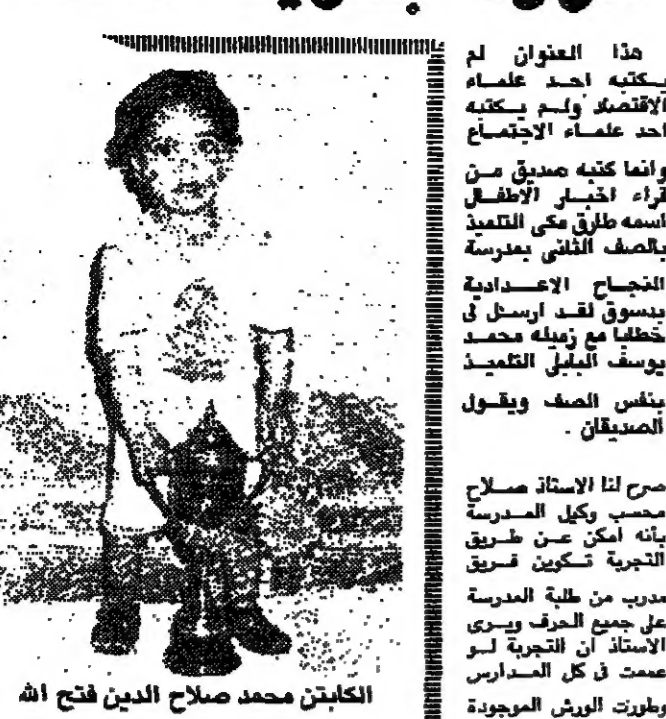 هذا العنوان لم
يكتبه احد علماء
الاقتصاد ولم يكتبه
احد علماء الاجتماع
وانما كتبه صديق من
قراء اخبار الاطفال
اسمه طارق مكى التلميذ
بالصف الثانى بمدرسة
النجاح الاعدادية
بدسوق لقد ارسل لى
خطابا مع زميله محمد
يوسف البابلى التلميذ
بنفس الصف ويقول
الصديقان .
صرح لنا الاستاذ صلاح
محسب وكيل المدرسة
بأنه امكن عن طريق
التجربة تكوين فريق
مدرب من طلبة المدرسة
على جميع الحرف ويرى
الاستاذ ان التجربة لو
عممت فى كل المدارس
وطورت الورش الموجودة
الكابتن محمد صلاح الدين فتح الله